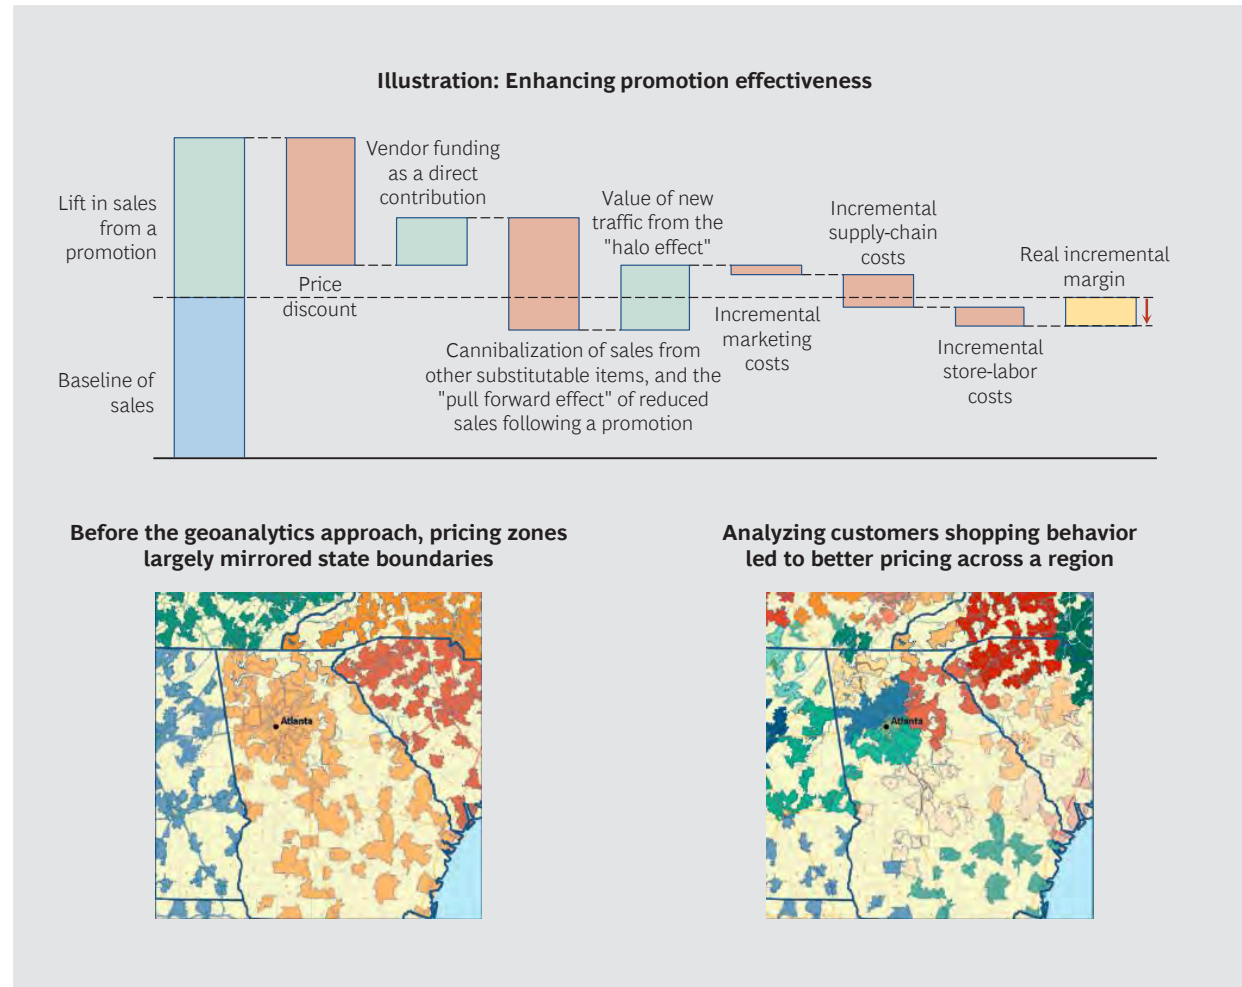 Illustration: Enhancing promotion effectiveness
Lift in sales
from a
promotion
Price
discount
Vendor funding
as a direct
contribution
Cannibalization of sales from
other substitutable items, and the
"pull forward effect" of reduced
sales following a promotion
Value of new
traffic from the
"halo effect"
Incremental
marketing
costs
Incremental
supply-chain
costs
Incremental
store-labor
costs
Real incremental
margin
Baseline of
sales
Before the geoanalytics approach, pricing zones
largely mirrored state boundaries
Atlanta
Analyzing customers shopping behavior
led to better pricing across a region
Atlanta